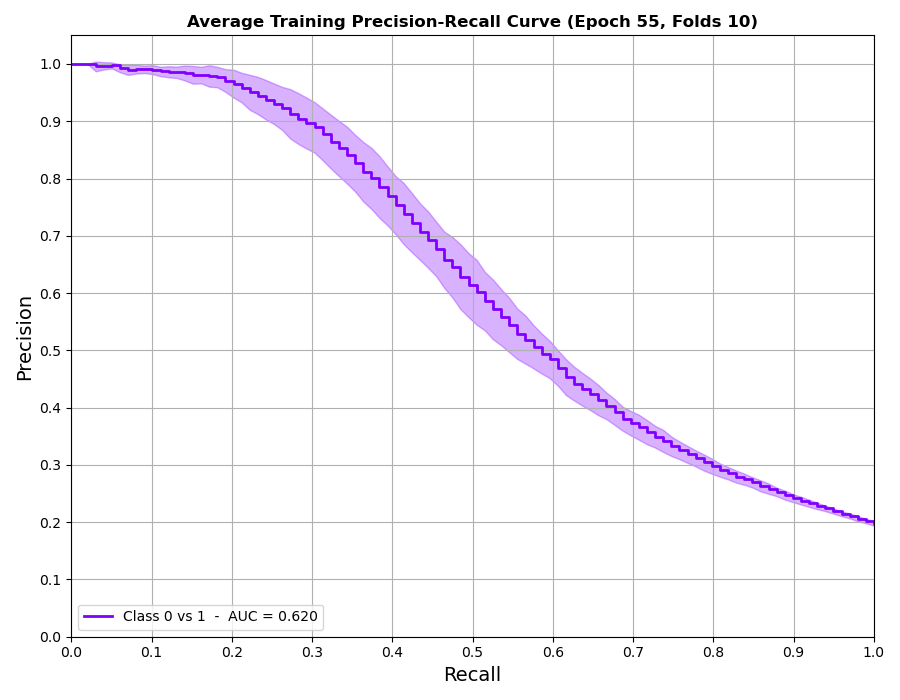 Average Training Precision-Recall Curve (Epoch 55, Folds 10)
1.0
0.9
0.8
0.7
0.6
0.5
0.4
0.3
0.2
0.1
0.0
Precision
Class 0 vs 1 - AUC = 0.620
0.0 0.1 0.2 0.3 0.4 0.5 0.6 0.7 0.8 0.9 1.0
Recall